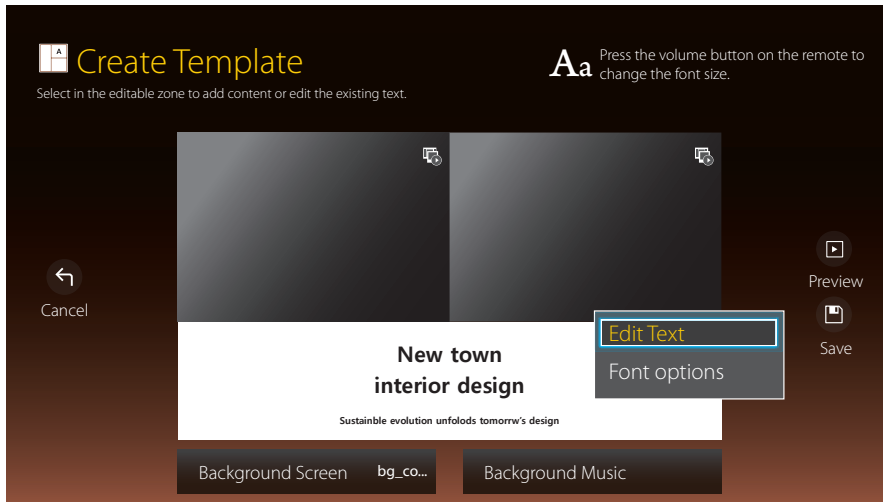 A
Create Template
Select in the editable zone to add content or edit the existing text.
Aa
Press the volume button on the remote to
change the font size.
Cancel
Preview
Save
Edit Text
Font options
New town
interior design
Sustainble evolution unfolods tomorrw's design
Background Screen bg_co...
Background Music